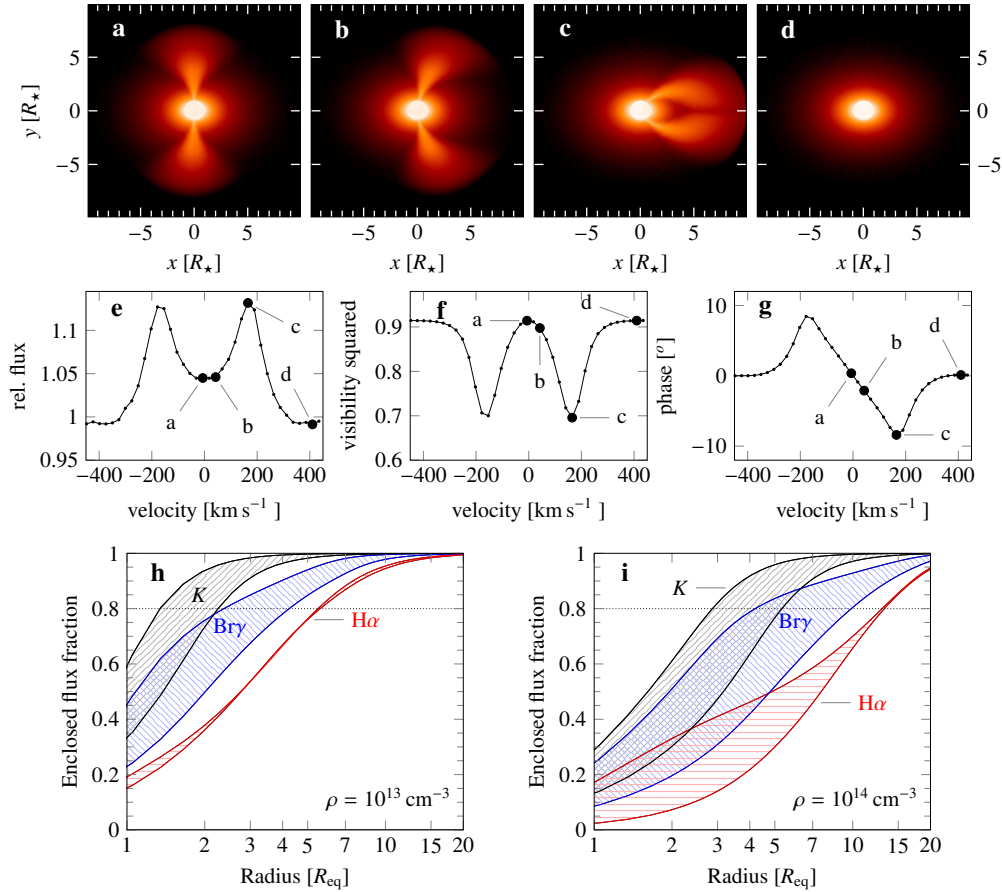 a b c d
y [R⋆]
5 0 −5
5 0 −5
−5 0 5 −5 0 5 −5 0 5 −5 0 5
x [R⋆] x [R⋆] x [R⋆] x [R⋆]
e
rel. flux
1.1 1.05 1 0.95
a b c d
−400 −200 0 200 400
velocity [km s⁻¹ ]
f
visibility squared
0.9 0.8 0.7 0.6
a b c d
−400 −200 0 200 400
velocity [km s⁻¹ ]
g
phase [°]
10 0 −10
a b c d
−400 −200 0 200 400
velocity [km s⁻¹ ]
h
Enclosed flux fraction
1 0.8 0.6 0.4 0.2 0
K
Brγ
Hα
ρ = 10¹³ cm⁻³
1 2 3 4 5 7 10 15 20
Radius [Req]
i
Enclosed flux fraction
1 0.8 0.6 0.4 0.2 0
K
Brγ
Hα
ρ = 10¹⁴ cm⁻³
1 2 3 4 5 7 10 15 20
Radius [Req]